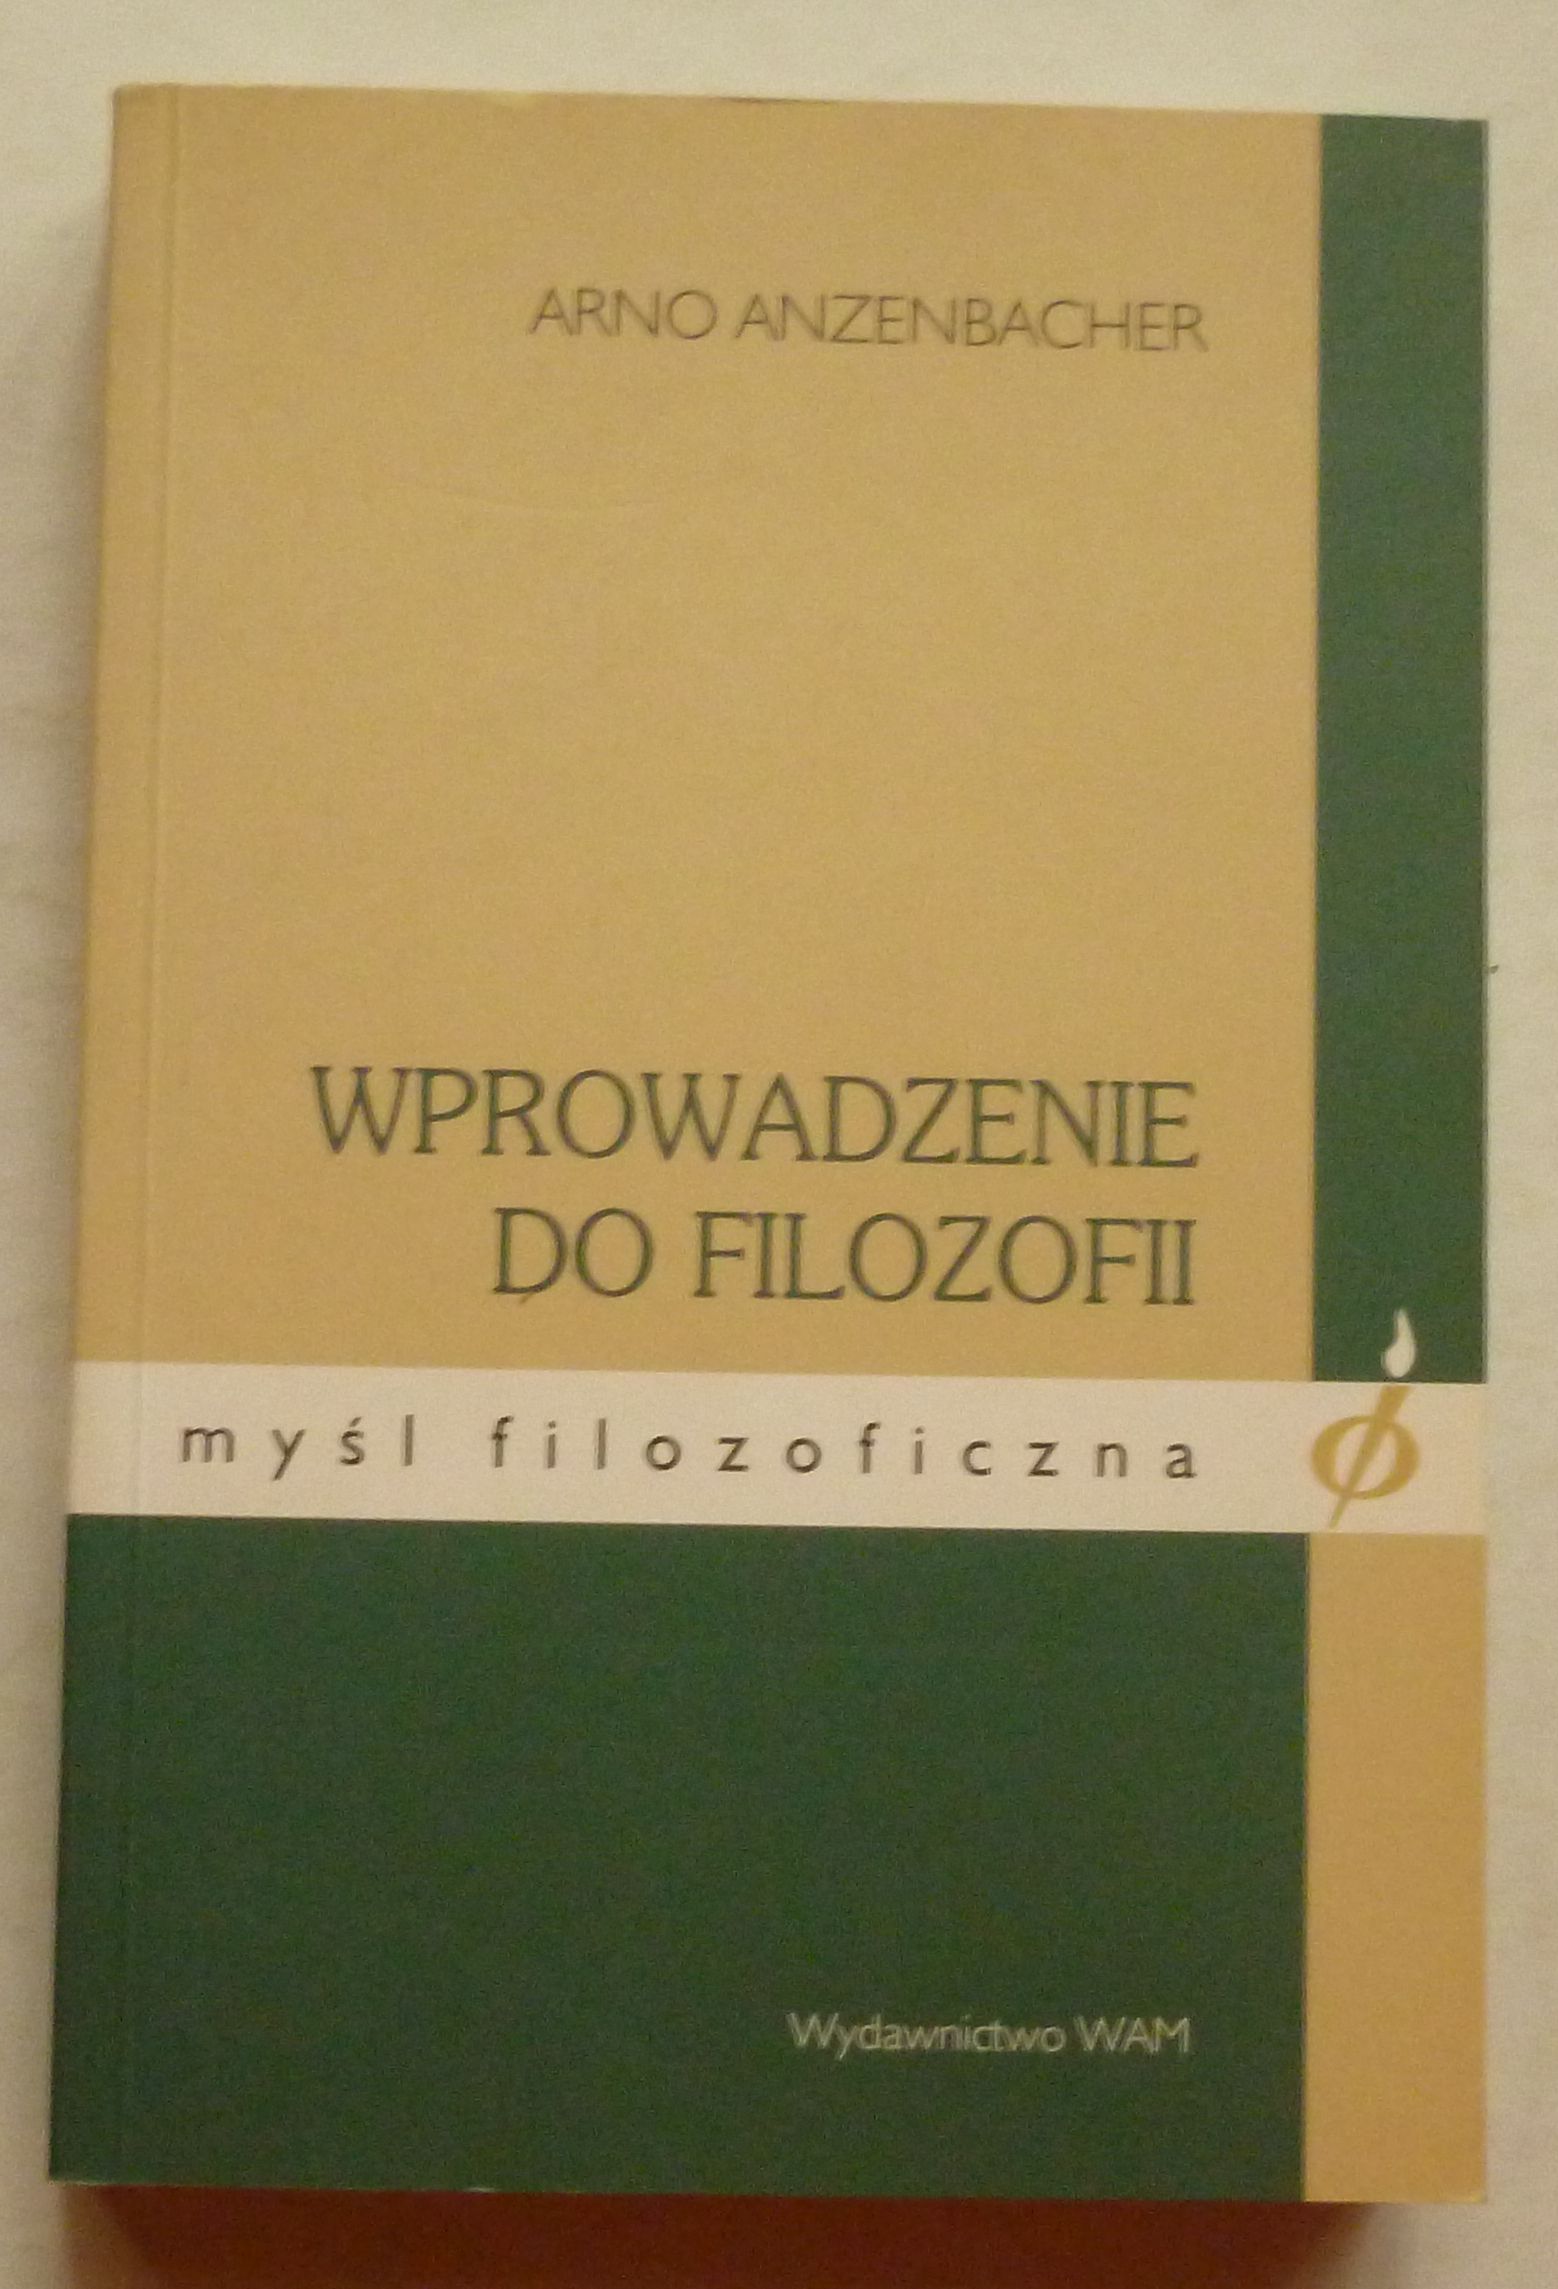 ARNO ANZENBACHER
WPROWADZENIE
DO FILOZOFII
myśl filozoficzna
Wydawnictwo WAM